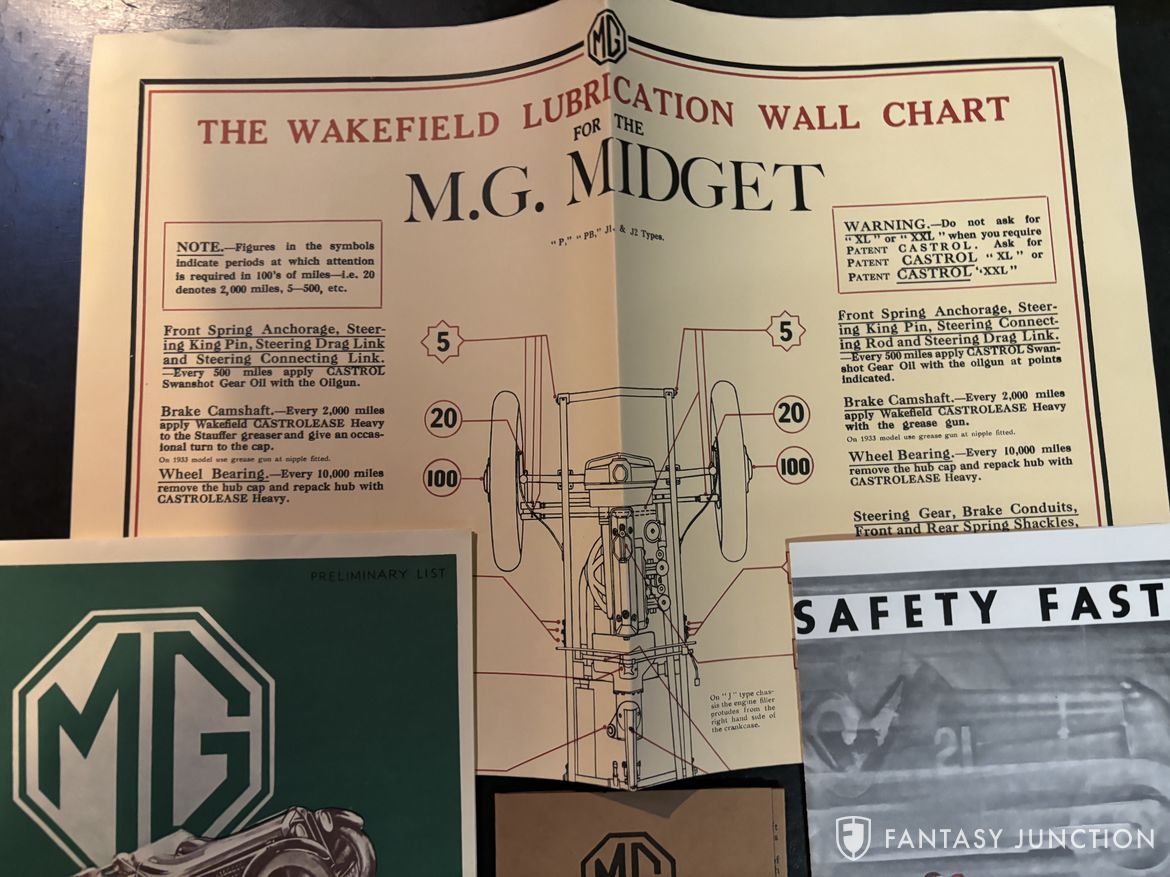 MG
THE WAKEFIELD LUBRICATION WALL CHART
FOR THE
M.G. MIDGET
"P," "PB," J1- & J2 Types.
NOTE.—Figures in the symbols
indicate periods at which attention
is required in 100's of miles—i.e. 20
denotes 2,000 miles, 5—500, etc.
WARNING.—Do not ask for
"XL" or "XXL" when you require
PATENT CASTROL. Ask for
PATENT CASTROL "XL" or
PATENT CASTROL "XXL"
Front Spring Anchorage, Steer-
ing King Pin, Steering Drag Link
and Steering Connecting Link.
—Every 500 miles apply CASTROL
Swanshot Gear Oil with the Oilgun.
Brake Camshaft.—Every 2,000 miles
apply Wakefield CASTROLEASE Heavy
to the Stauffer greaser and give an occas-
ional turn to the cap.
On 1933 model use grease gun at nipple fitted.
Wheel Bearing.—Every 10,000 miles
remove the hub cap and repack hub with
CASTROLEASE Heavy.
5
20
100
5
20
100
Front Spring Anchorage, Steer-
ing King Pin, Steering Connect-
ing Rod and Steering Drag Link.
—Every 500 miles apply CASTROL Swan-
shot Gear Oil with the oilgun at points
indicated.
Brake Camshaft.—Every 2,000 miles
apply Wakefield CASTROLEASE Heavy
with the grease gun.
On 1933 model use grease gun at nipple fitted.
Wheel Bearing.—Every 10,000 miles
remove the hub cap and repack hub with
CASTROLEASE Heavy.
Steering Gear, Brake Conduits,
Front and Rear Spring Shackles,
On "J" type chas-
sis the engine filler
protudes from the
right hand side of
the crankcase.
PRELIMINARY LIST
MG
MG
SAFETY FAST
21
FANTASY JUNCTION